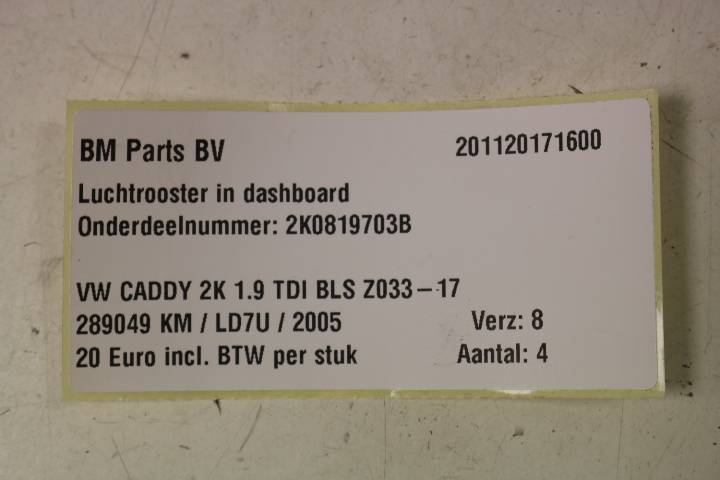 BM Parts BV 201120171600
Luchtrooster in dashboard
Onderdeelnummer: 2K0819703B
VW CADDY 2K 1.9 TDI BLS Z033-17
289049 KM / LD7U / 2005 Verz: 8
20 Euro incl. BTW per stuk Aantal: 4